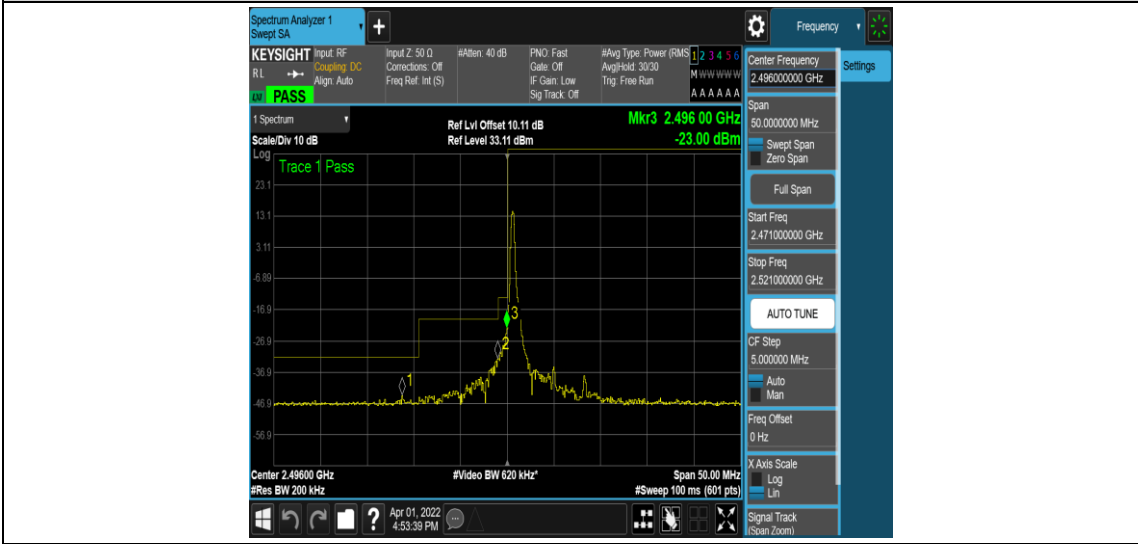 Spectrum Analyzer 1
Swept SA
+
Frequency
KEYSIGHT
RL
LXI PASS
Input: RF
Coupling: DC
Align: Auto
Input Z: 50 Ω
Corrections: Off
Freq Ref: Int (S)
#Atten: 40 dB
PNO: Fast
Gate: Off
IF Gain: Low
Sig Track: Off
#Avg Type: Power (RMS
Avg|Hold: 30/30
Trig: Free Run
1 2 3 4 5 6
M W W W W W
A A A A A A
1 Spectrum
Scale/Div 10 dB
Ref Lvl Offset 10.11 dB
Ref Level 33.11 dBm
Mkr3 2.496 00 GHz
-23.00 dBm
Log
Trace 1 Pass
23.1
13.1
3.11
-6.89
-16.9
-26.9
-36.9
-46.9
-56.9
1
2
3
Center 2.49600 GHz
#Res BW 200 kHz
#Video BW 620 kHz*
Span 50.00 MHz
#Sweep 100 ms (601 pts)
?
Apr 01, 2022
4:53:39 PM
Center Frequency
2.496000000 GHz
Settings
Span
50.0000000 MHz
Swept Span
Zero Span
Full Span
Start Freq
2.471000000 GHz
Stop Freq
2.521000000 GHz
AUTO TUNE
CF Step
5.000000 MHz
Auto
Man
Freq Offset
0 Hz
X Axis Scale
Log
Lin
Signal Track
(Span Zoom)